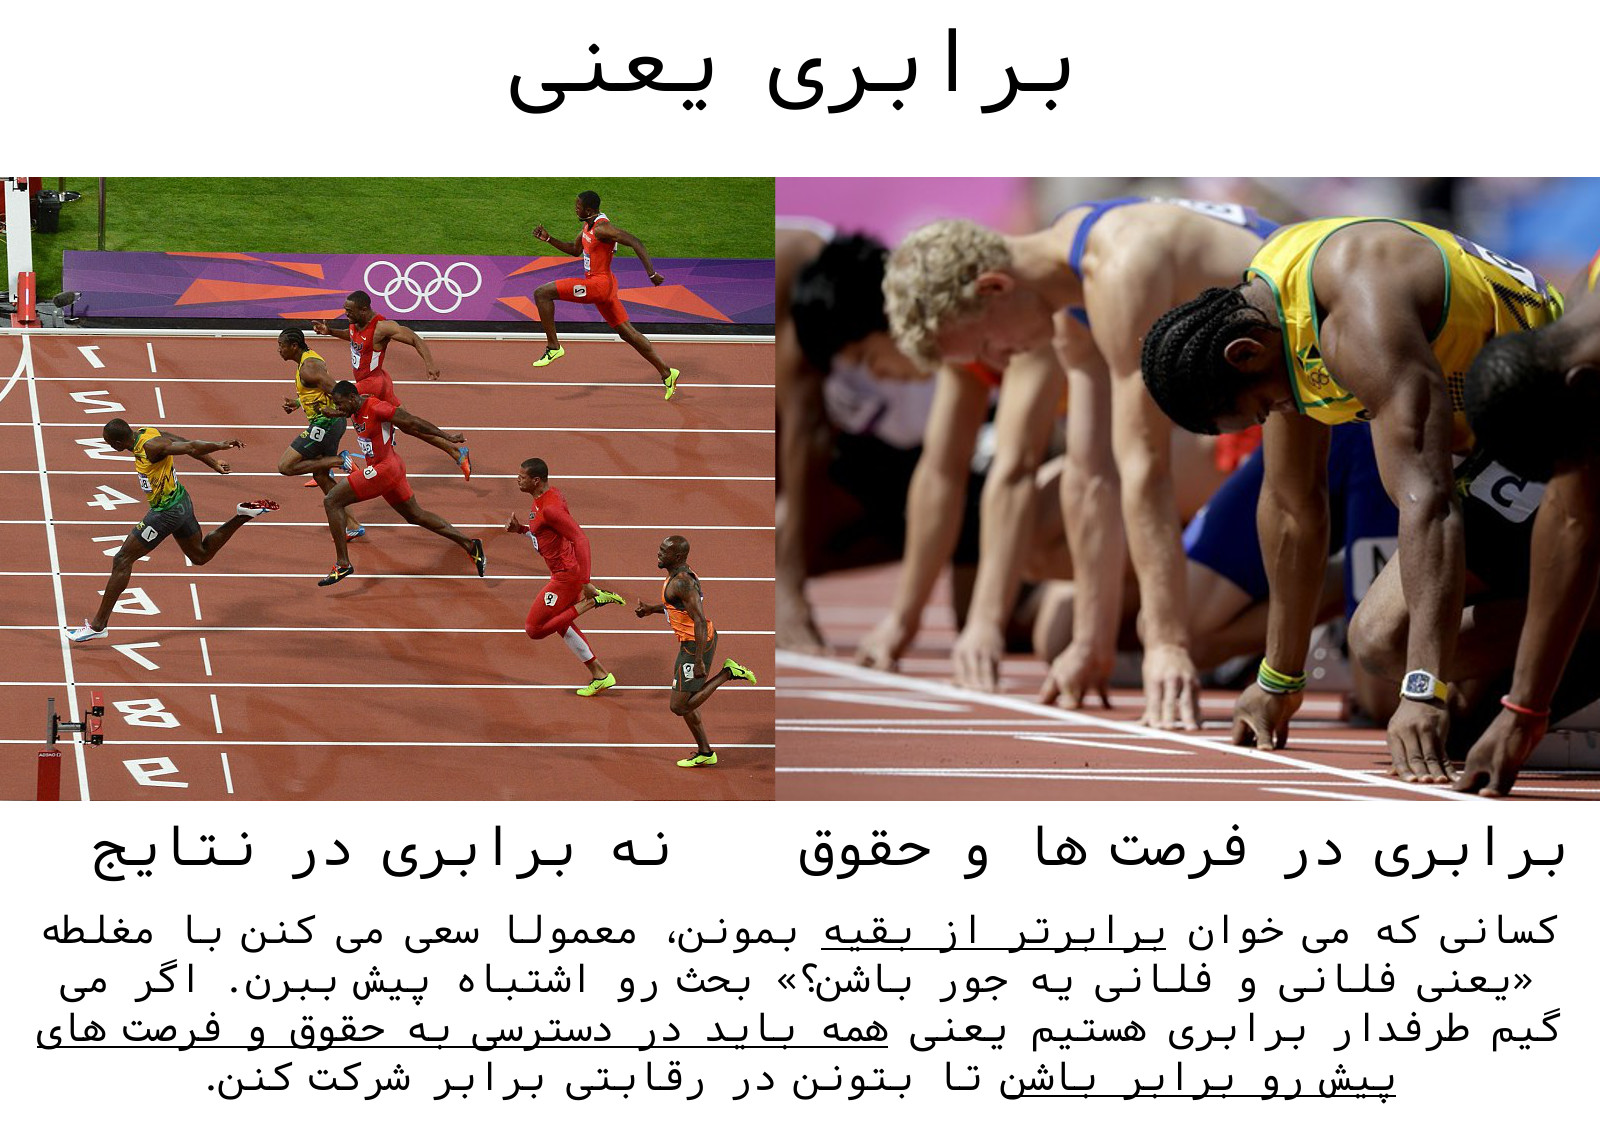 برابری یعنی
برابری در فرصت ها و حقوق
نه برابری در نتایج
کسانی که می خوان برابرتر از بقیه بمونن، معمولا سعی می کنن با مغلطه
«یعنی فلانی و فلانی یه جور باشن؟» بحث رو اشتباه پیش ببرن. اگر می
گیم طرفدار برابری هستیم یعنی همه باید در دسترسی به حقوق و فرصت های
پیش رو برابر باشن تا بتونن در رقابتی برابر شرکت کنن.